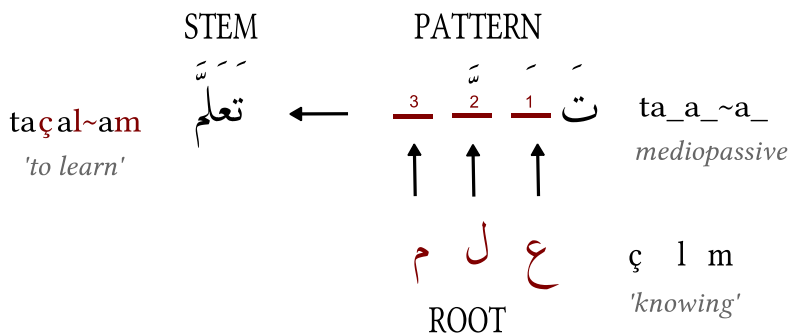 STEM PATTERN
taçal~am تَعَلَّم 3 2 1 تَ ta_a_~a_
'to learn' mediopassive
م ل ع ç l m
'knowing'
ROOT